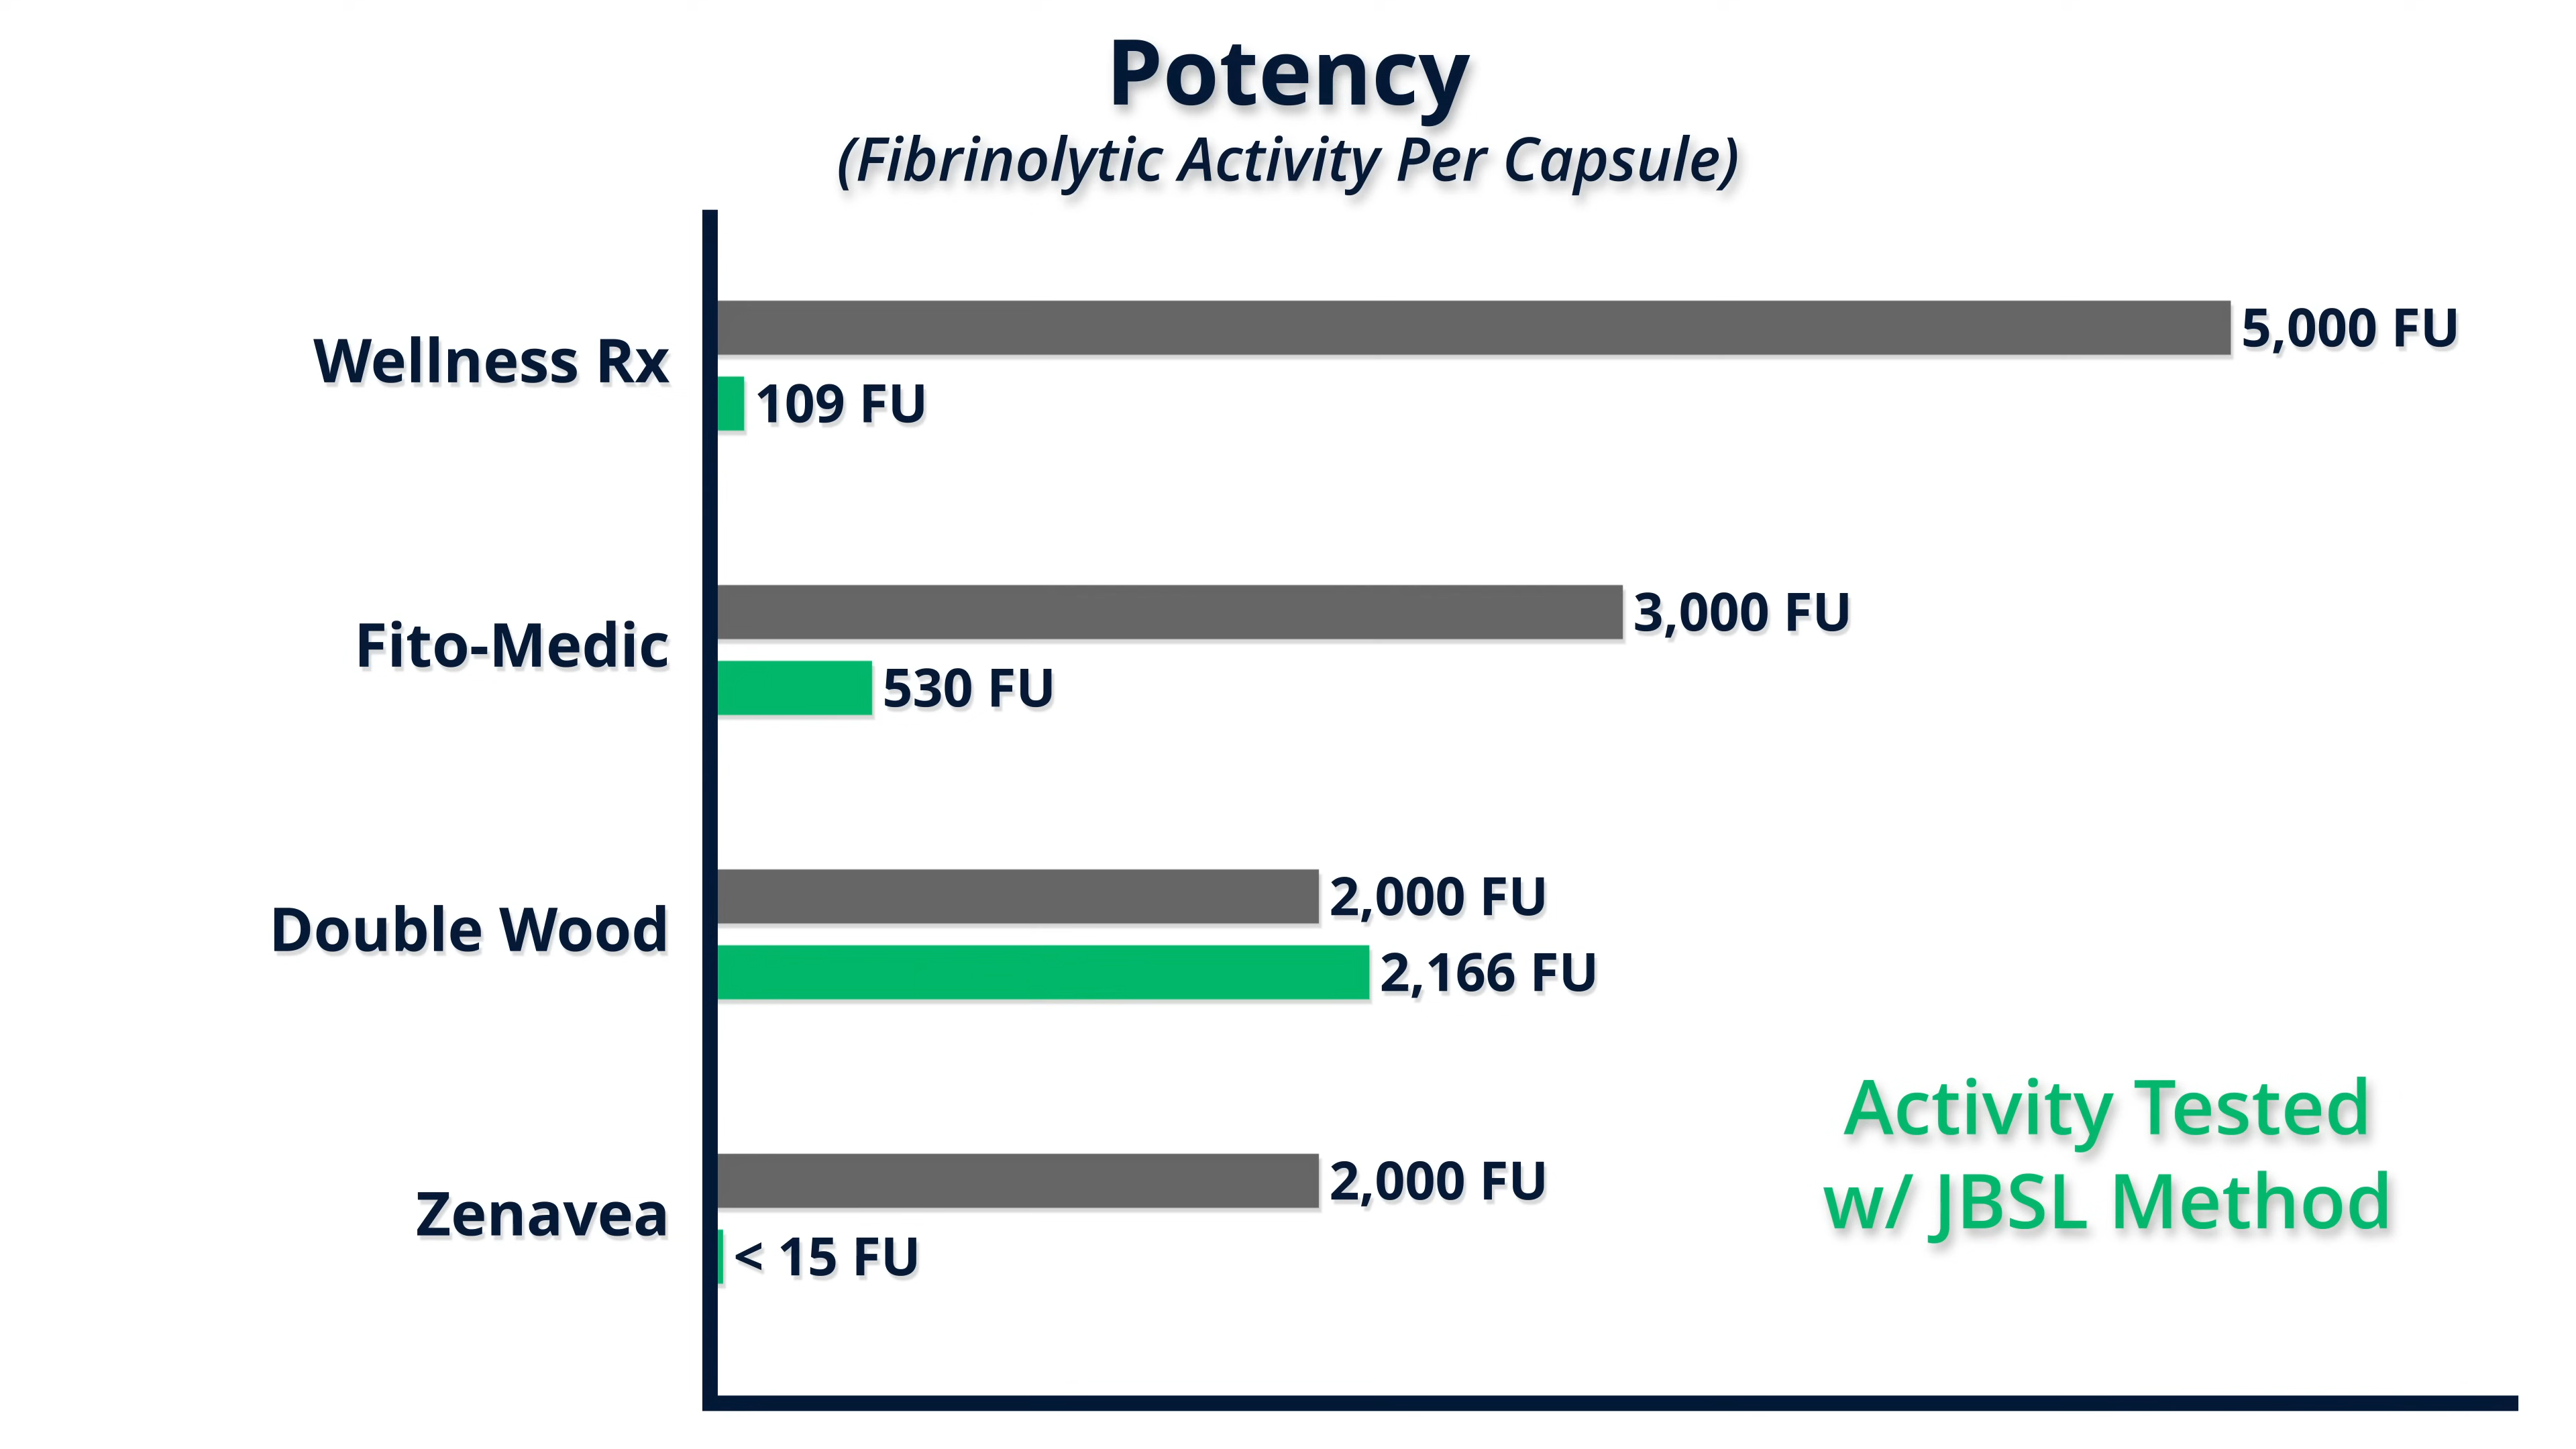 Potency
(Fibrinolytic Activity Per Capsule)
Wellness Rx
5,000 FU
109 FU
Fito-Medic
3,000 FU
530 FU
Double Wood
2,000 FU
2,166 FU
Zenavea
2,000 FU
< 15 FU
Activity Tested
w/ JBSL Method